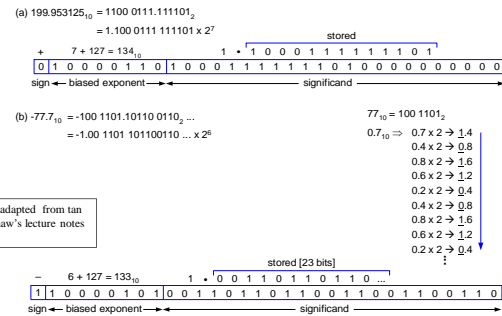 (a) 199.953125₁₀ = 1100 0111.111101₂
= 1.100 0111 111101 x 2⁷
stored
+ 7 + 127 = 134₁₀ 1 • 1 0 0 0 1 1 1 1 1 1 1 0 1
0 1 0 0 0 0 1 1 0 1 0 0 0 1 1 1 1 1 1 1 0 1 0 0 0 0 0 0 0 0 0 0
sign biased exponent significand
(b) -77.7₁₀ = -100 1101.10110 0110₂ ...
= -1.00 1101 101100110 ... x 2⁶
77₁₀ = 100 1101₂
0.7₁₀ ⇒ 0.7 x 2 → 1.4
0.4 x 2 → 0.8
0.8 x 2 → 1.6
0.6 x 2 → 1.2
0.2 x 2 → 0.4
0.4 x 2 → 0.8
0.8 x 2 → 1.6
0.6 x 2 → 1.2
0.2 x 2 → 0.4
⋮
adapted from tan
aw's lecture notes
stored [23 bits]
– 6 + 127 = 133₁₀ 1 • 0 0 1 1 0 1 1 0 1 1 0 ...
1 1 0 0 0 0 1 0 1 0 0 1 1 0 1 1 0 1 1 0 0 1 1 0 0 1 1 0 0 1 1 0
sign biased exponent significand